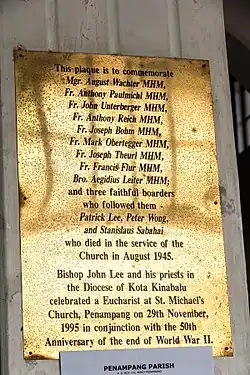 This plaque is to commemorate
Mgr. August Wachter MHM,
Fr. Anthony Paulmichl MHM,
Fr. John Unterberger MHM,
Fr. Anthony Reich MHM,
Fr. Joseph Bohm MHM,
Fr. Mark Obertegger MHM,
Fr. Joseph Theurl MHM,
Fr. Francis Flur MHM,
Bro. Aegidius Leiter MHM;
and three faithful boarders
who followed them -
Patrick Lee, Peter Wong,
and Stanislaus Sabahai
who died in the service of the
Church in August 1945.
Bishop John Lee and his priests in
the Diocese of Kota Kinabalu
celebrated a Eucharist at St. Michael's
Church, Penampang on 29th November,
1995 in conjunction with the 50th
Anniversary of the end of World War II.
PENAMPANG PARISH